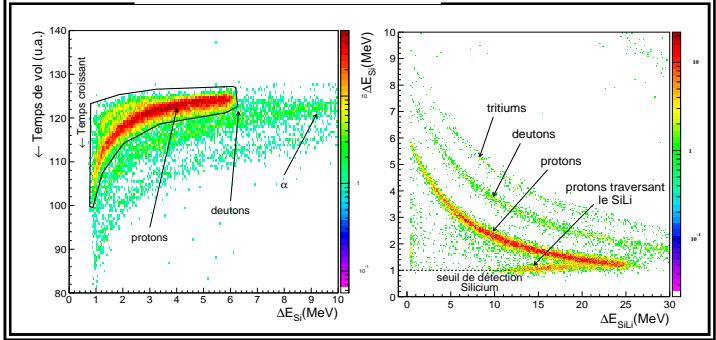 140
130
120
110
100
90
80
← Temps de vol (u.a.)
← Temps croissant
protons
deutons
α
0 1 2 3 4 5 6 7 8 9 10
ΔE_Si(MeV)
10
1
10⁻¹
10
9
8
7
6
5
4
3
2
1
0
ΔE_Si(MeV)
tritiums
deutons
protons
protons traversant
le SiLi
seuil de détection
Silicium
0 5 10 15 20 25 30
ΔE_SiLi(MeV)
10
1